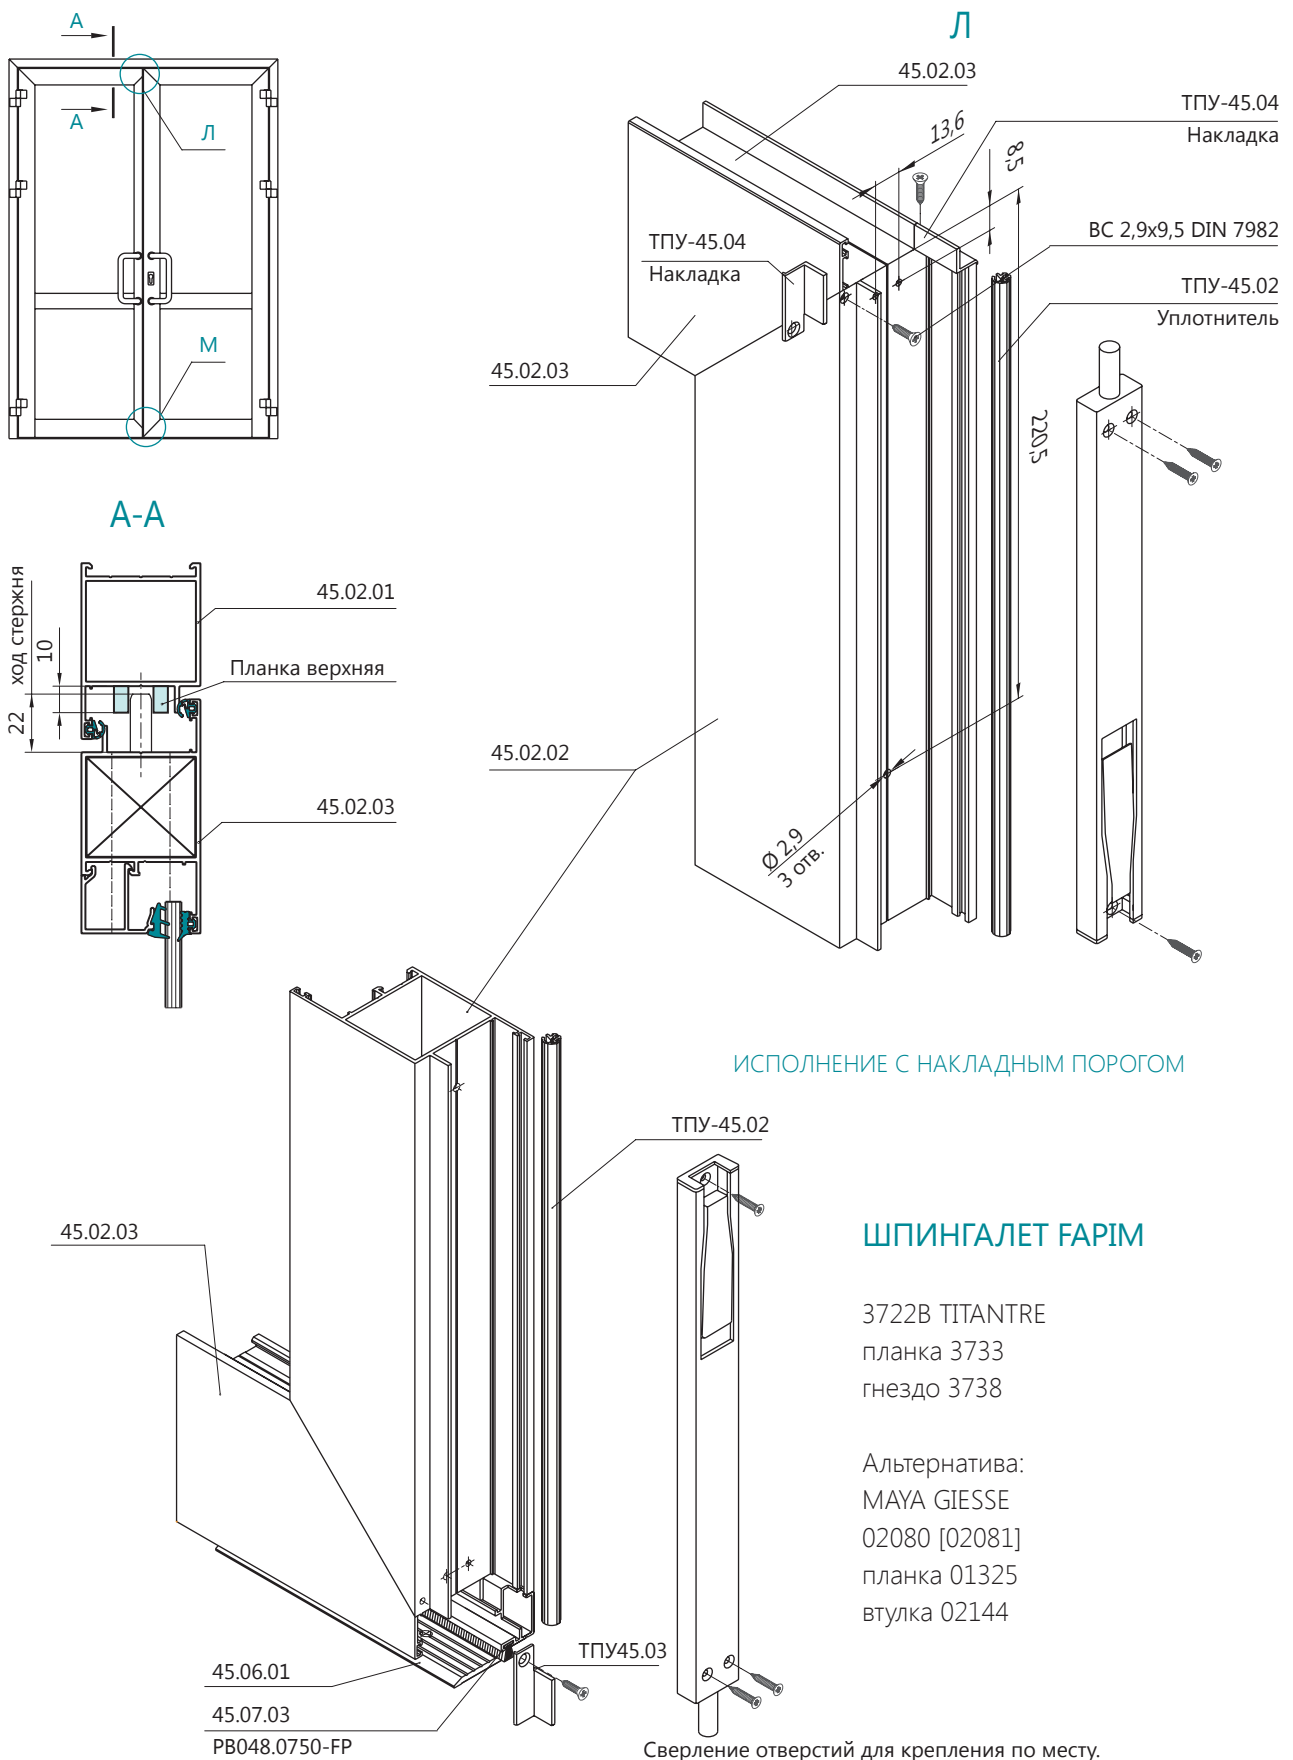 А
А
Л
М
Л
45.02.03
13,6
8,5
ТПУ-45.04
Накладка
ТПУ-45.04
Накладка
ВС 2,9х9,5 DIN 7982
ТПУ-45.02
Уплотнитель
45.02.03
220,5
А-А
ход стержня
10
22
45.02.01
Планка верхняя
45.02.03
45.02.02
Ø 2,9
3 отв.
ИСПОЛНЕНИЕ С НАКЛАДНЫМ ПОРОГОМ
ТПУ-45.02
45.02.03
ШПИНГАЛЕТ FAPIM
3722B TITANTRE
планка 3733
гнездо 3738
Альтернатива:
MAYA GIESSE
02080 [02081]
планка 01325
втулка 02144
ТПУ45.03
45.06.01
45.07.03
PB048.0750-FP
Сверление отверстий для крепления по месту.